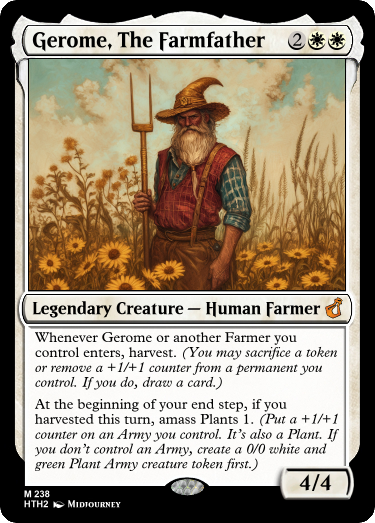 Gerome, The Farmfather 2
Legendary Creature — Human Farmer
Whenever Gerome or another Farmer you
control enters, harvest. (You may sacrifice a token
or remove a +1/+1 counter from a permanent you
control. If you do, draw a card.)
At the beginning of your end step, if you
harvested this turn, amass Plants 1. (Put a +1/+1
counter on an Army you control. It's also a Plant. If
you don't control an Army, create a 0/0 white and
green Plant Army creature token first.)
4/4
M 238
HTH2 Midjourney